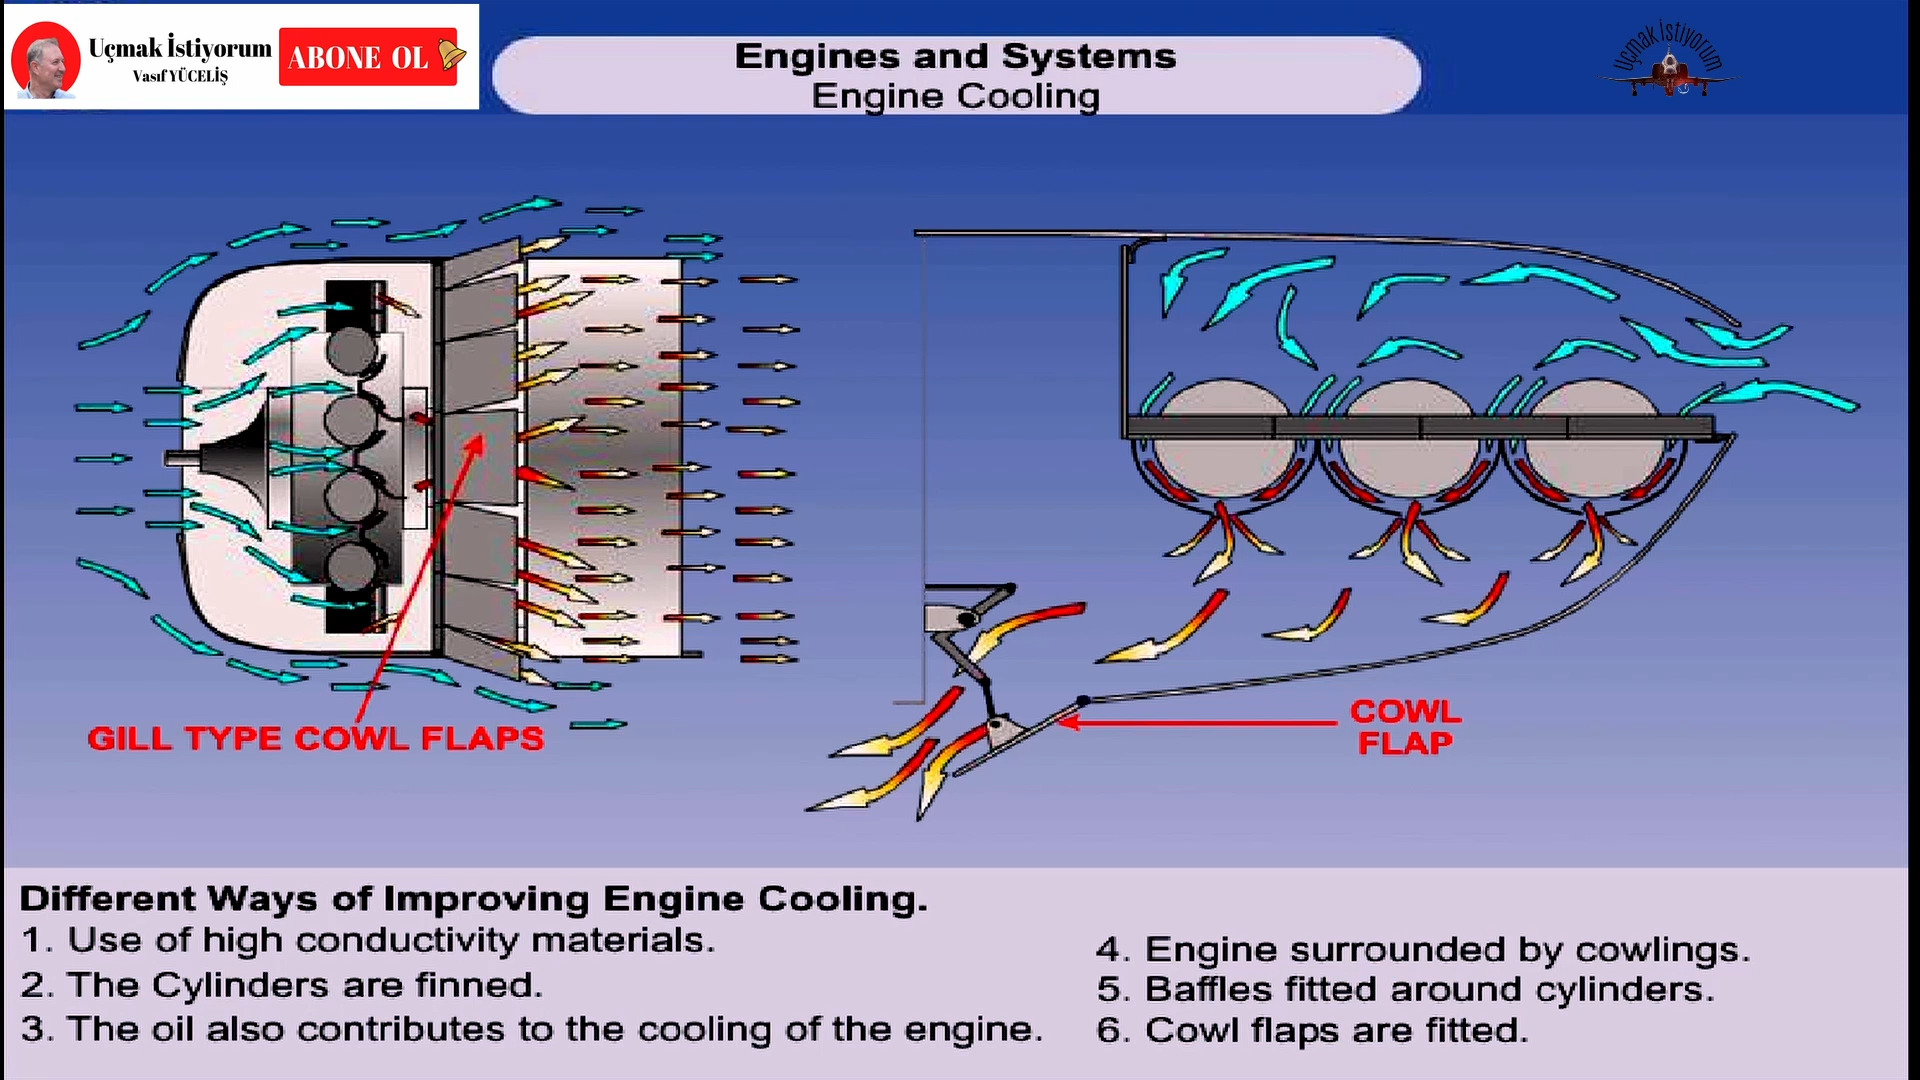 Uçmak İstiyorum
Vasıf YÜCELİŞ
ABONE OL
Engines and Systems
Engine Cooling
Uçmak İstiyorum
GILL TYPE COWL FLAPS
COWL
FLAP
Different Ways of Improving Engine Cooling.
1. Use of high conductivity materials.
2. The Cylinders are finned.
3. The oil also contributes to the cooling of the engine.
4. Engine surrounded by cowlings.
5. Baffles fitted around cylinders.
6. Cowl flaps are fitted.